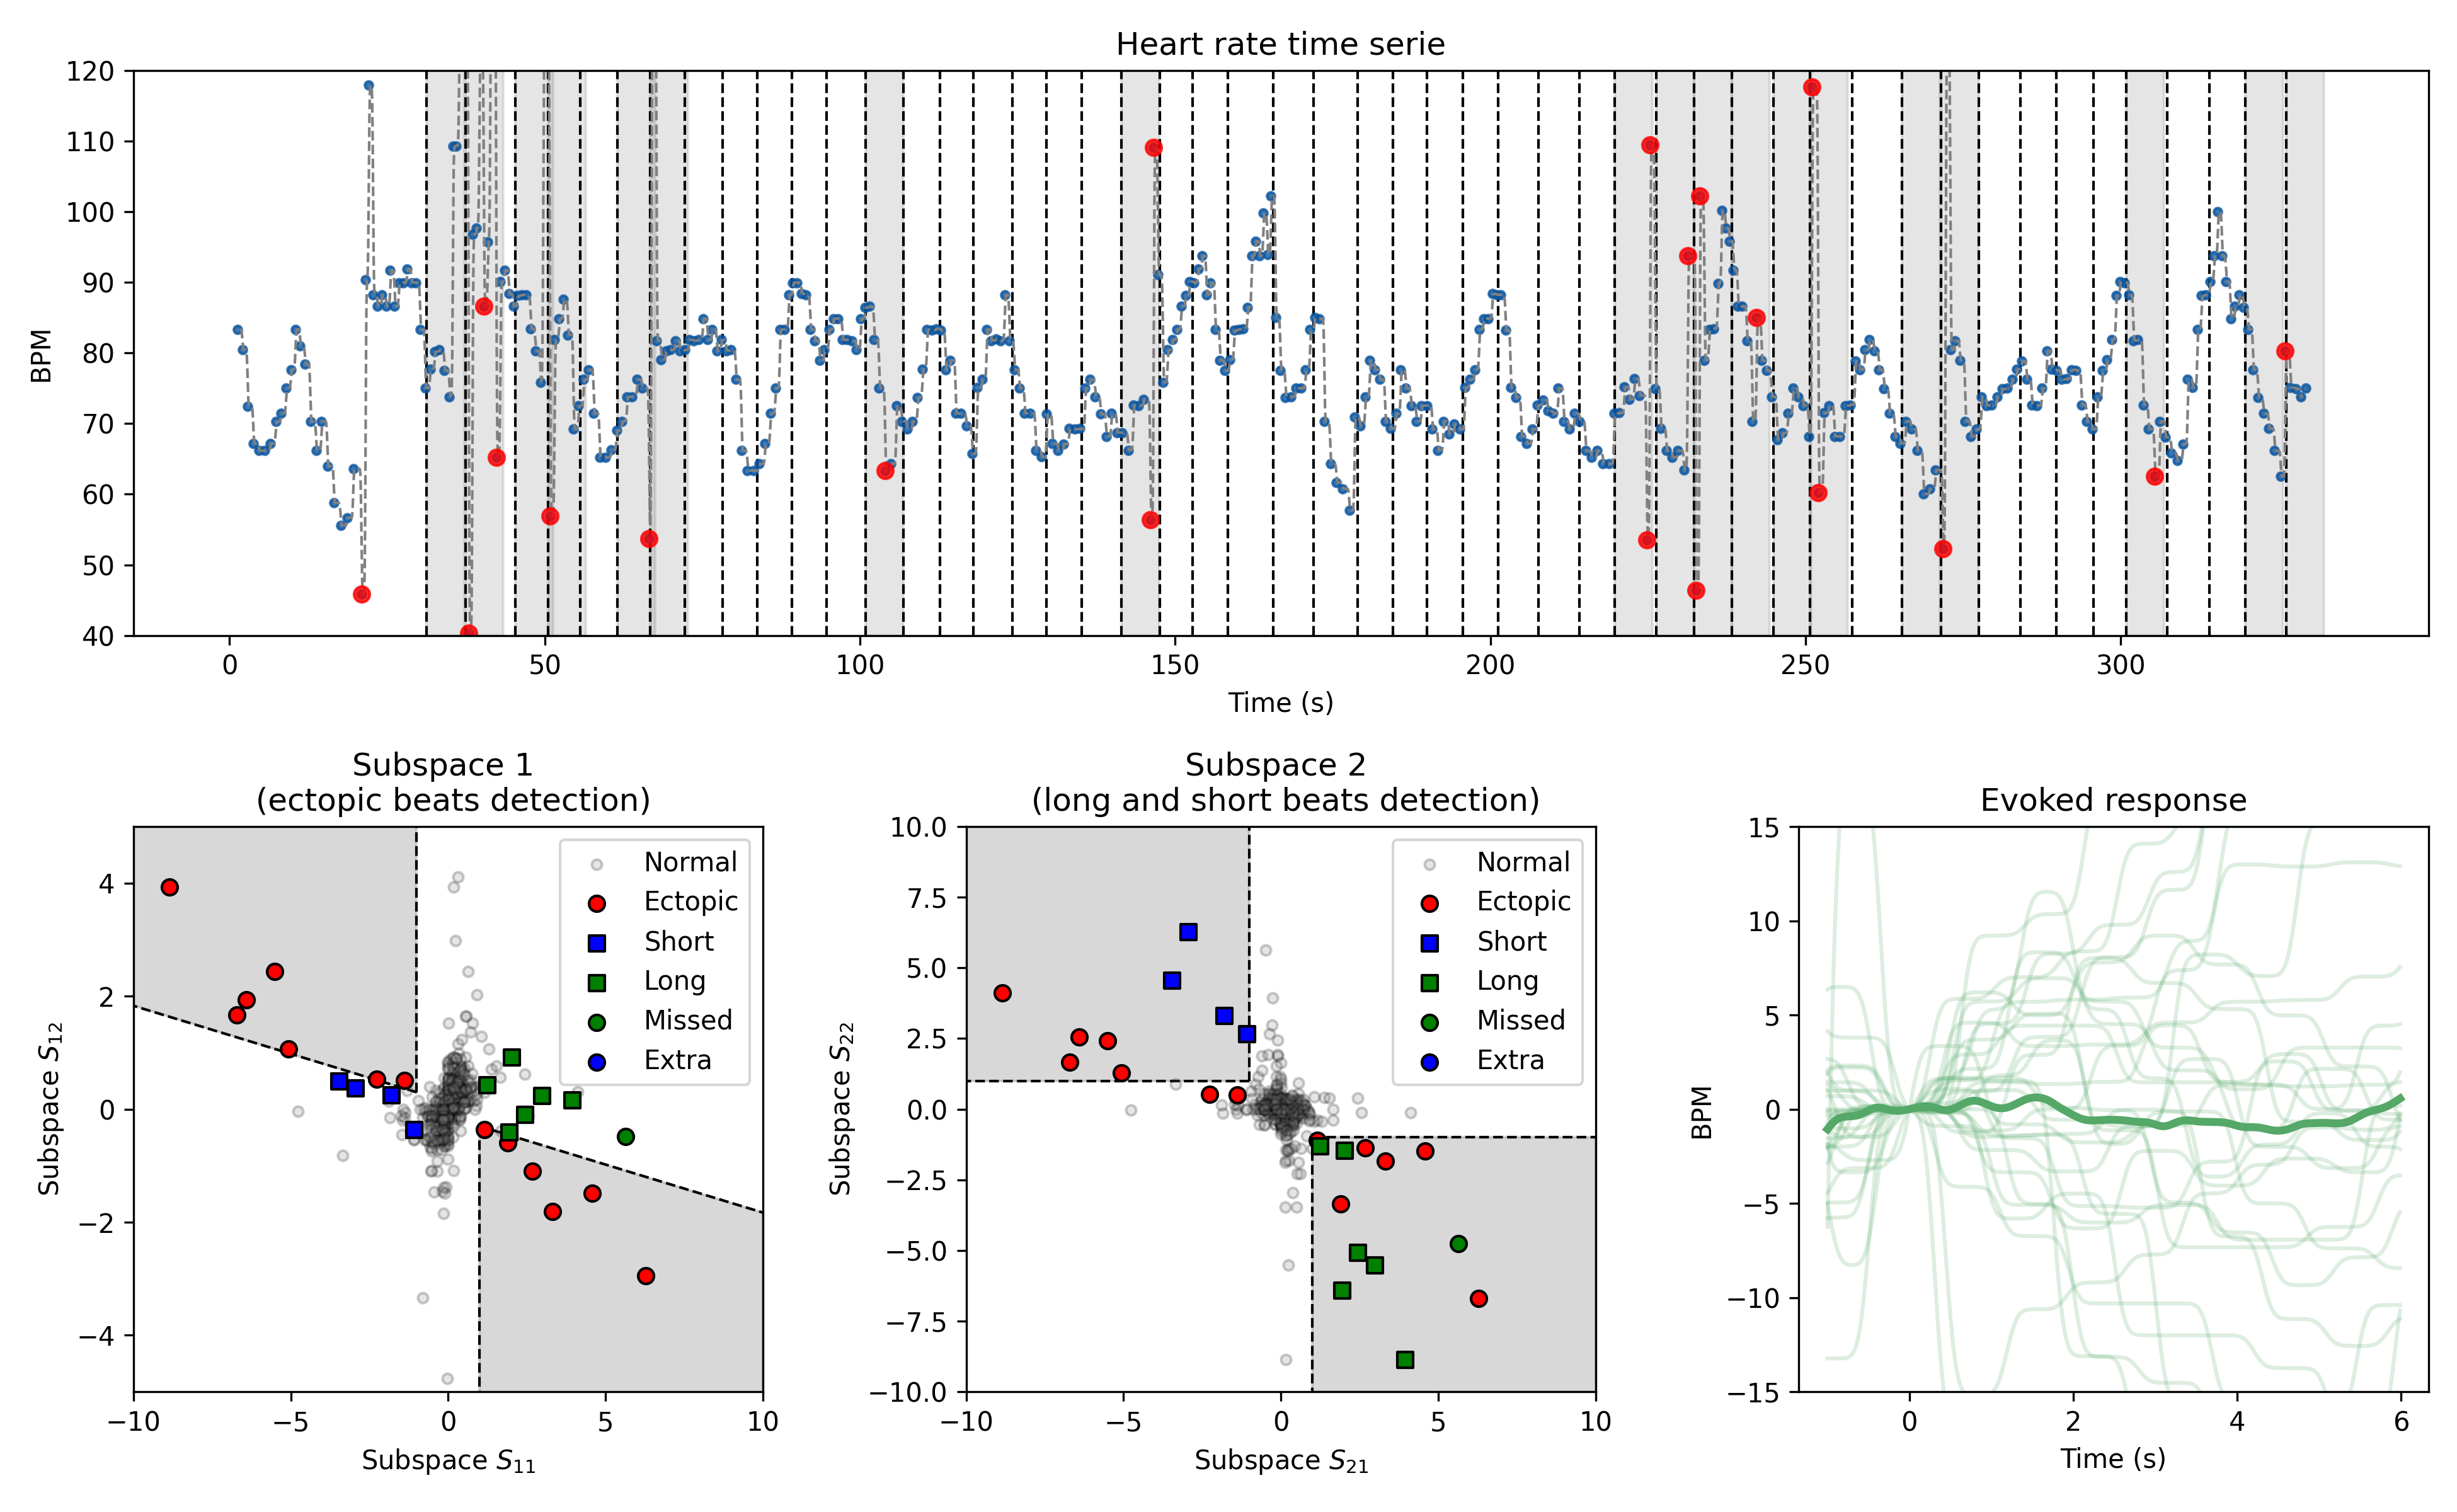 Heart rate time serie
120
110
100
90
80
70
60
50
40
BPM
0 50 100 150 200 250 300
Time (s)
Subspace 1
(ectopic beats detection)
4
2
0
−2
−4
Subspace S12
−10 −5 0 5 10
Subspace S11
Normal
Ectopic
Short
Long
Missed
Extra
Subspace 2
(long and short beats detection)
10.0
7.5
5.0
2.5
0.0
−2.5
−5.0
−7.5
−10.0
Subspace S22
−10 −5 0 5 10
Subspace S21
Normal
Ectopic
Short
Long
Missed
Extra
Evoked response
15
10
5
0
−5
−10
−15
BPM
0 2 4 6
Time (s)